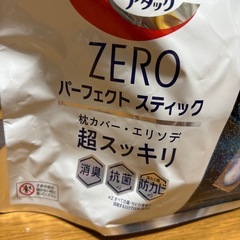 アタック
ZERO
パーフェクト スティック
枕カバー・エリソデ
超スッキリ
消臭 抗菌 防カビ